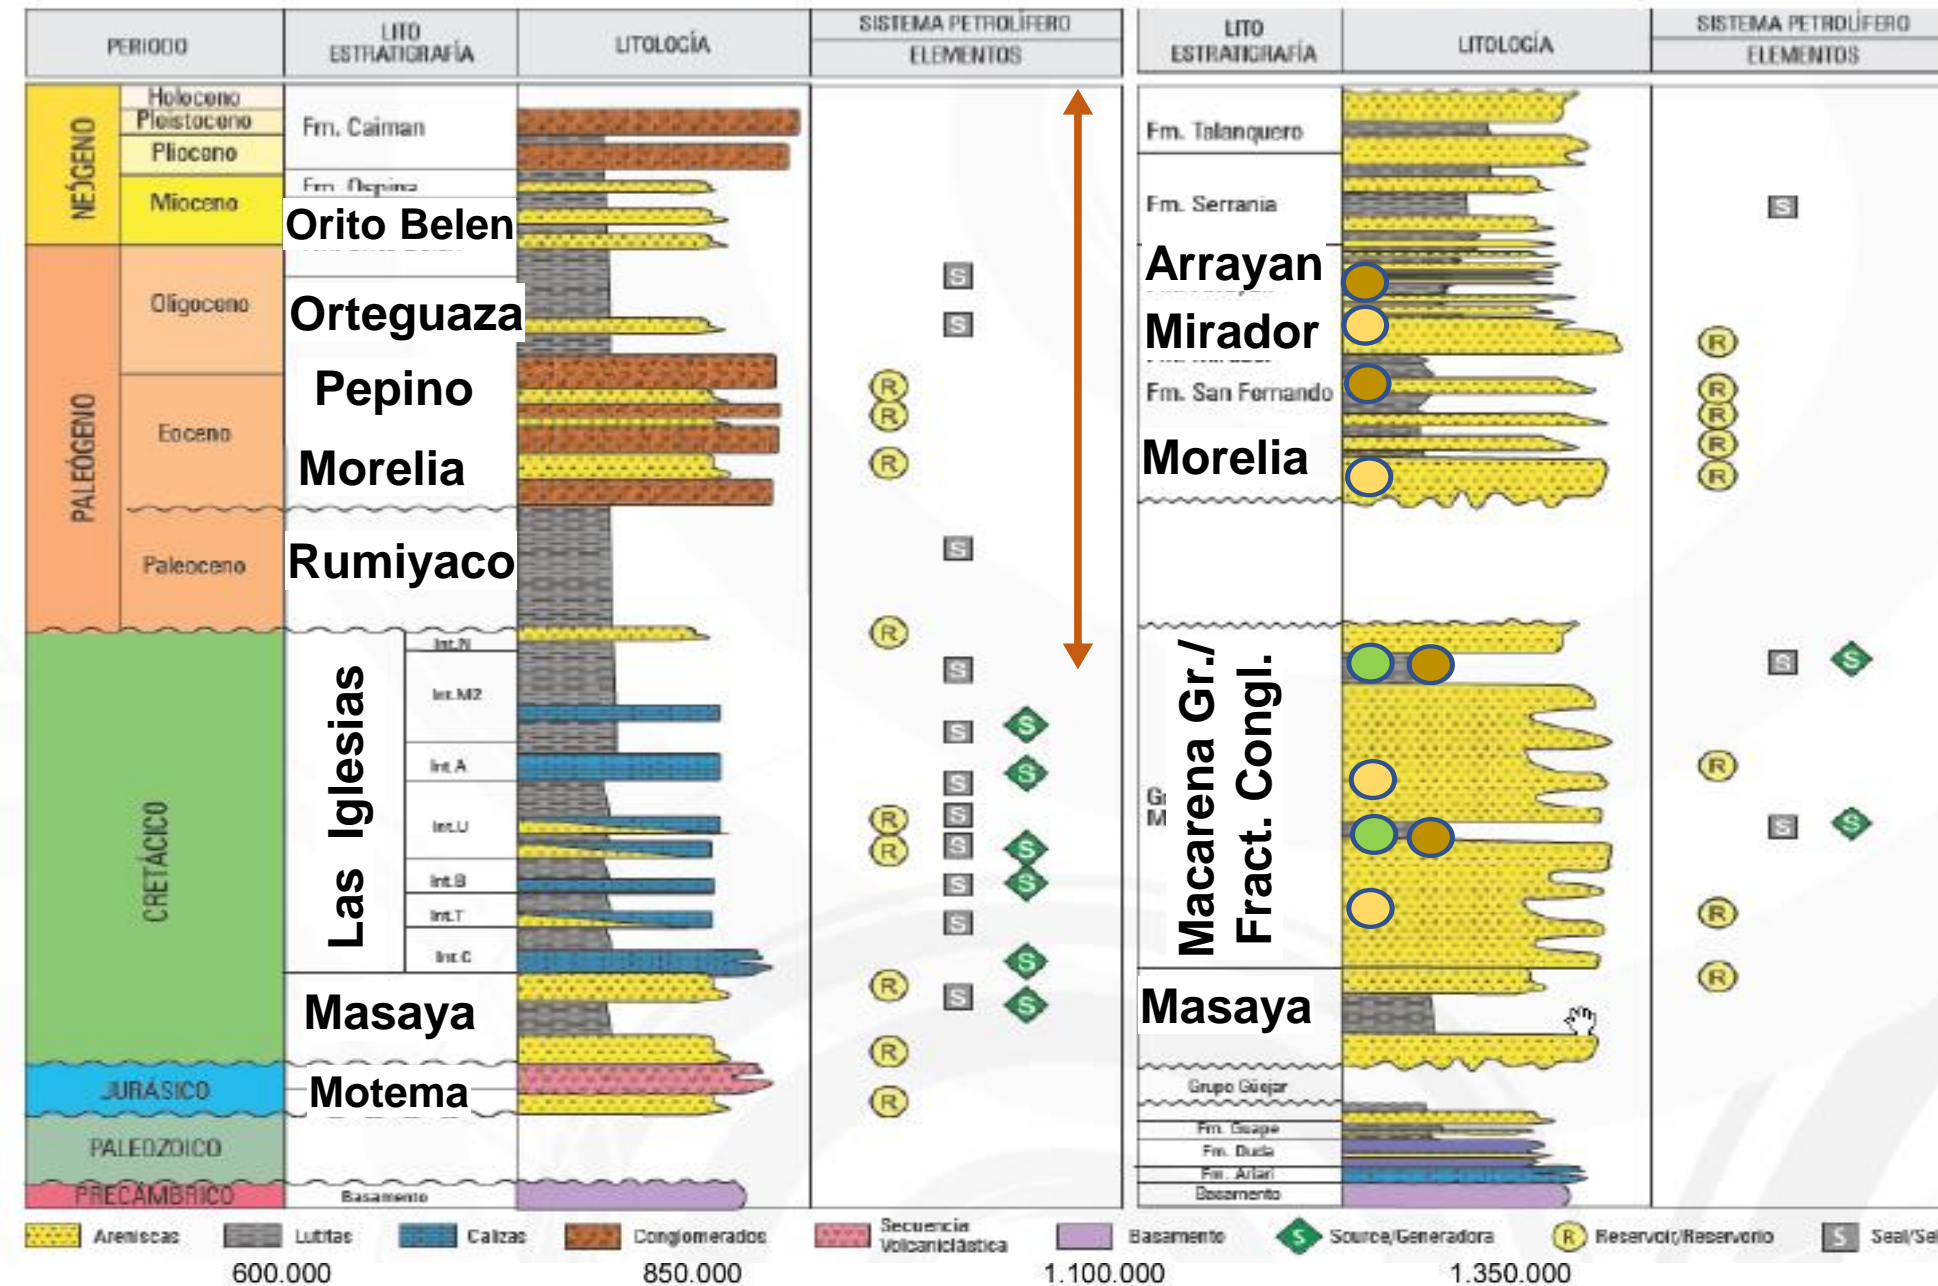 PERIODO
LITO
ESTRATIGRAFÍA
LITOLOGÍA
SISTEMA PETROLÍFERO
ELEMENTOS
LITO
ESTRATIGRAFÍA
LITOLOGÍA
SISTEMA PETROLÍFERO
ELEMENTOS
NEÓGENO
Holoceno
Pleistoceno
Plioceno
Mioceno
PALEÓGENO
Oligoceno
Eoceno
Paleoceno
CRETÁCICO
JURÁSICO
PALEOZOICO
PRECÁMBRICO
Fm. Caiman
Fm. Ospina
Orito Belen
Orteguaza
Pepino
Morelia
Rumiyaco
Las Iglesias
Int.N
Int.M2
Int.A
Int.U
Int.B
Int.T
Int.C
Masaya
Motema
Basamento
S
S
R
R
R
S
R
S
S
S
S
S
R
S
R
S
S
S
S
S
S
R
S
S
R
R
Fm. Talanquero
Fm. Serrania
Arrayan
Mirador
Fm. San Fernando
Morelia
Macarena Gr./
Fract. Congl.
Masaya
Grupo Güejar
Fm. Guape
Fm. Duda
Fm. Ariari
Basamento
S
R
R
R
R
R
S
S
R
S
S
R
R
Areniscas
Lutitas
Calizas
Conglomerados
Secuencia
Volcaniclástica
Basamento
S Source/Generadora
R Reservoir/Reservorio
S Seal/Sel
600.000
850.000
1.100.000
1.350.000